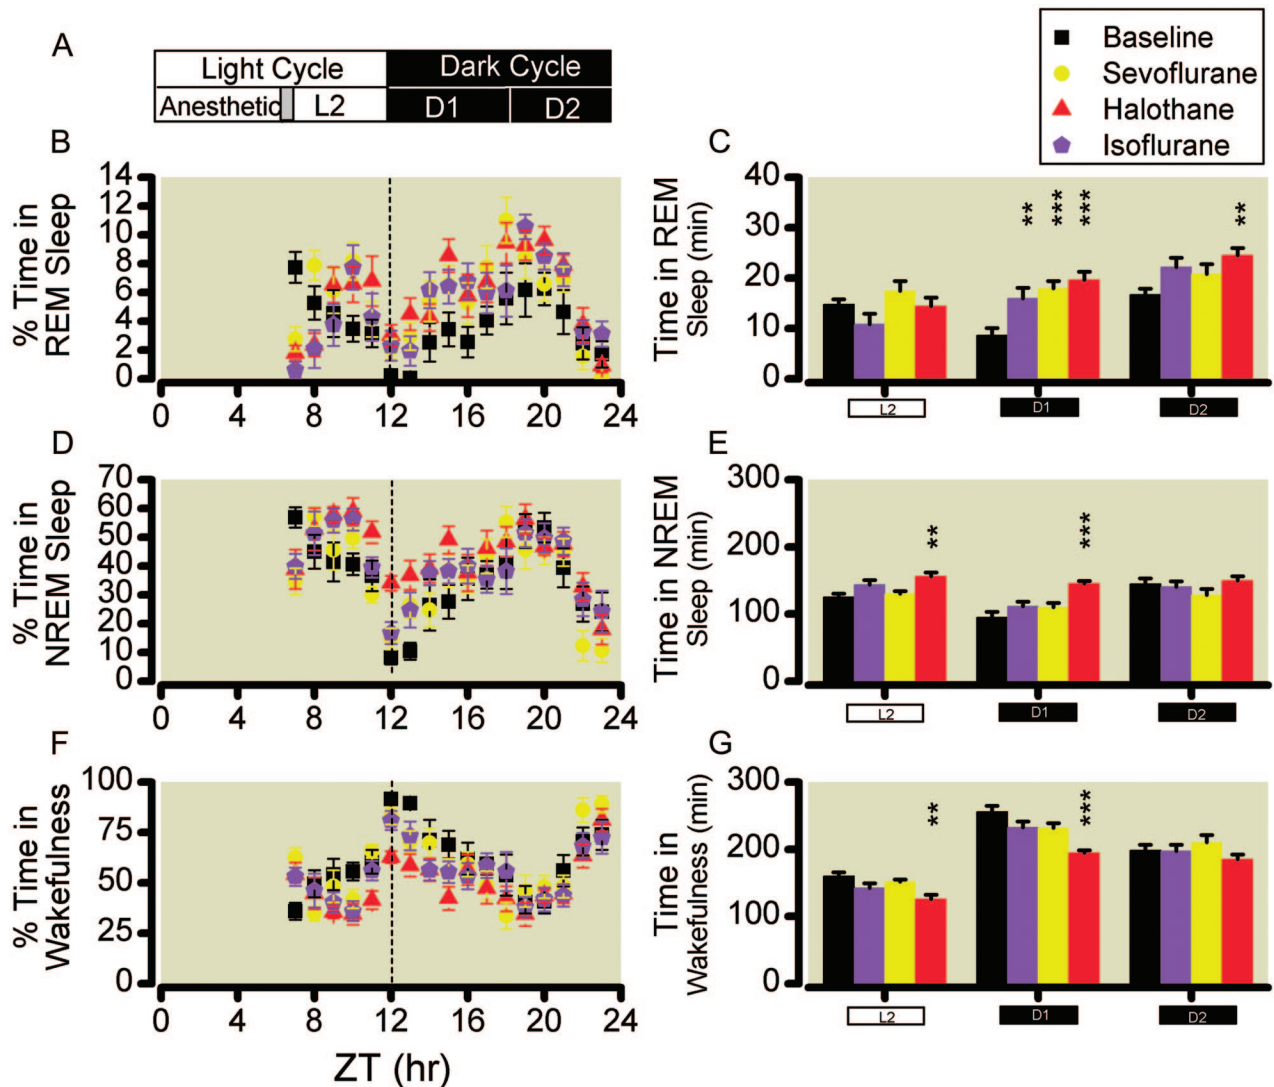 A
Light Cycle
Dark Cycle
Anesthetic
L2
D1
D2
Baseline
Sevoflurane
Halothane
Isoflurane
B
% Time in
REM Sleep
14
12
10
8
6
4
2
0
0
4
8
12
16
20
24
C
Time in REM
Sleep (min)
40
30
20
10
0
**
***
***
**
L2
D1
D2
D
% Time in
NREM Sleep
70
60
50
40
30
20
10
0
0
4
8
12
16
20
24
E
Time in NREM
Sleep (min)
300
200
100
0
**
***
L2
D1
D2
F
% Time in
Wakefulness
100
75
50
25
0
0
4
8
12
16
20
24
ZT (hr)
G
Time in
Wakefulness (min)
300
200
100
0
**
***
L2
D1
D2